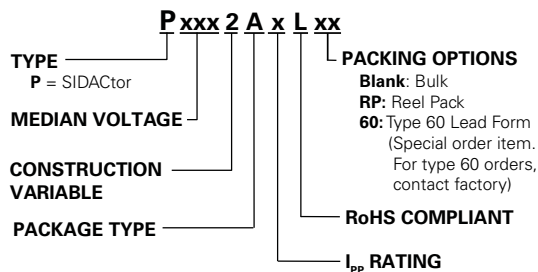 P xxx 2 A x L xx
TYPE
P = SIDACtor
MEDIAN VOLTAGE
CONSTRUCTION
VARIABLE
PACKAGE TYPE
PACKING OPTIONS
Blank: Bulk
RP: Reel Pack
60: Type 60 Lead Form
(Special order item.
For type 60 orders,
contact factory)
RoHS COMPLIANT
IPP RATING